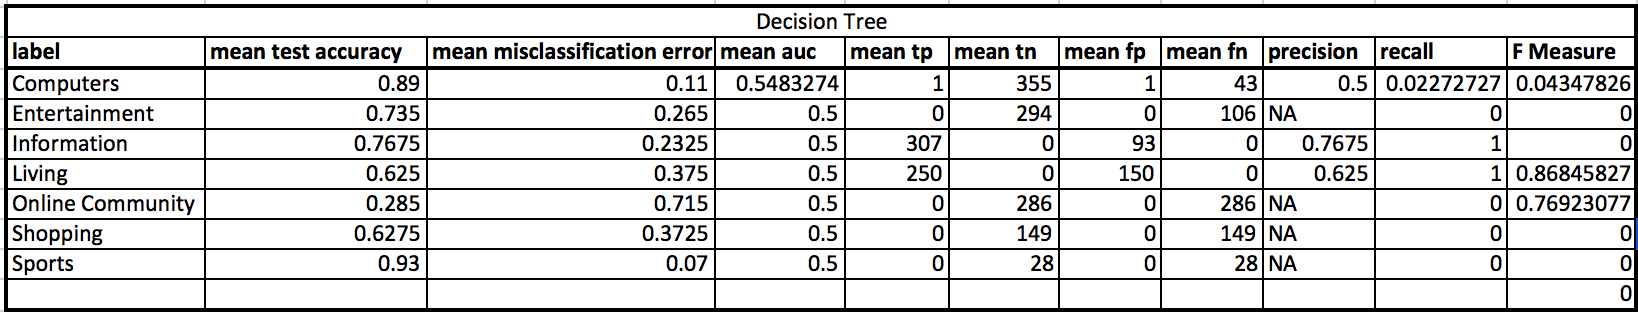 Decision Tree
label mean test accuracy mean misclassification error mean auc mean tp mean tn mean fp mean fn precision recall F Measure
Computers 0.89 0.11 0.5483274 1 355 1 43 0.5 0.02272727 0.04347826
Entertainment 0.735 0.265 0.5 0 294 0 106 NA 0 0
Information 0.7675 0.2325 0.5 307 0 93 0 0.7675 1 0
Living 0.625 0.375 0.5 250 0 150 0 0.625 1 0.86845827
Online Community 0.285 0.715 0.5 0 286 0 286 NA 0 0.76923077
Shopping 0.6275 0.3725 0.5 0 149 0 149 NA 0 0
Sports 0.93 0.07 0.5 0 28 0 28 NA 0 0
0